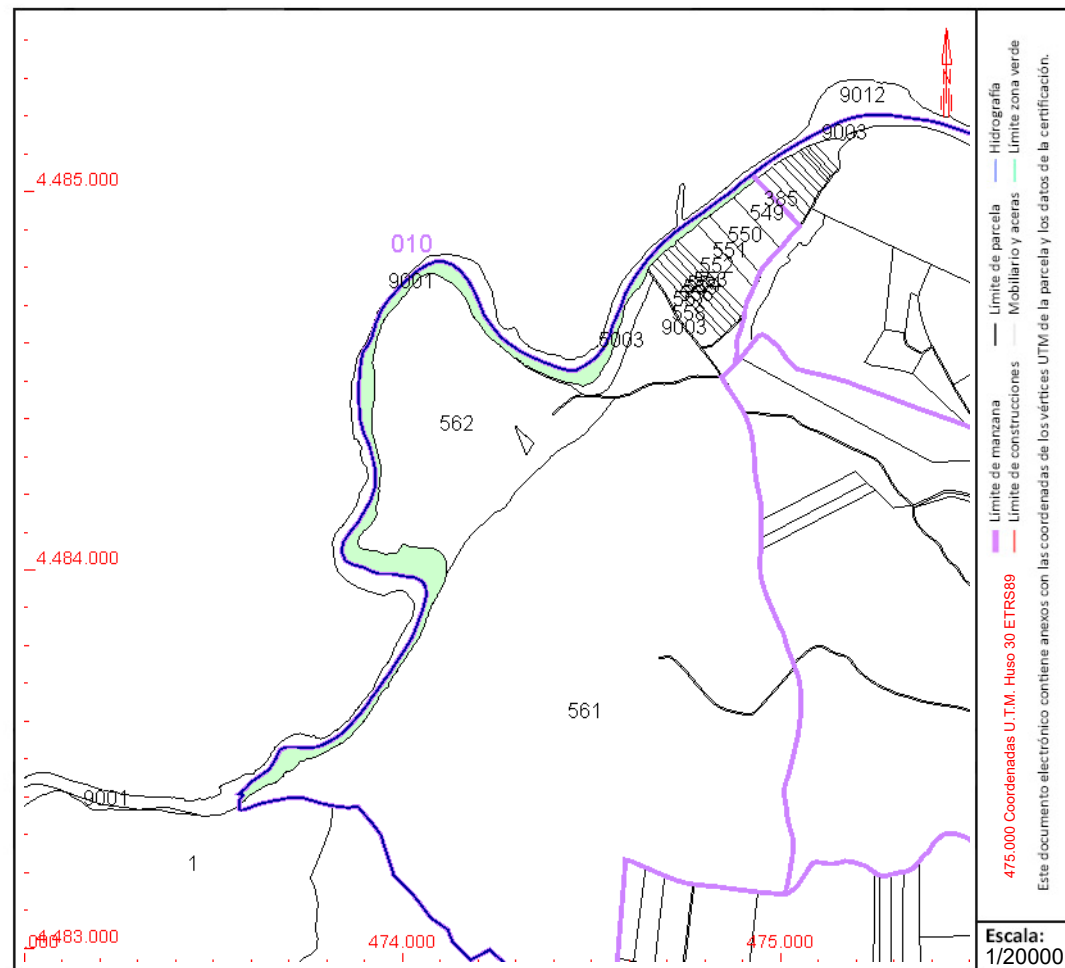 9012
9003
4.485.000
385
549
550
010
551
552
9001
558
9003
5003
562
4.484.000
561
9001
1
4.483.000
.000
474.000
475.000
Límite de manzana
Límite de parcela
Hidrografía
Límite de construcciones
Mobiliario y aceras
Límite zona verde
475.000 Coordenadas U.T.M. Huso 30 ETRS89
Este documento electrónico contiene anexos con las coordenadas de los vértices UTM de la parcela y los datos de la certificación.
Escala:
1/20000